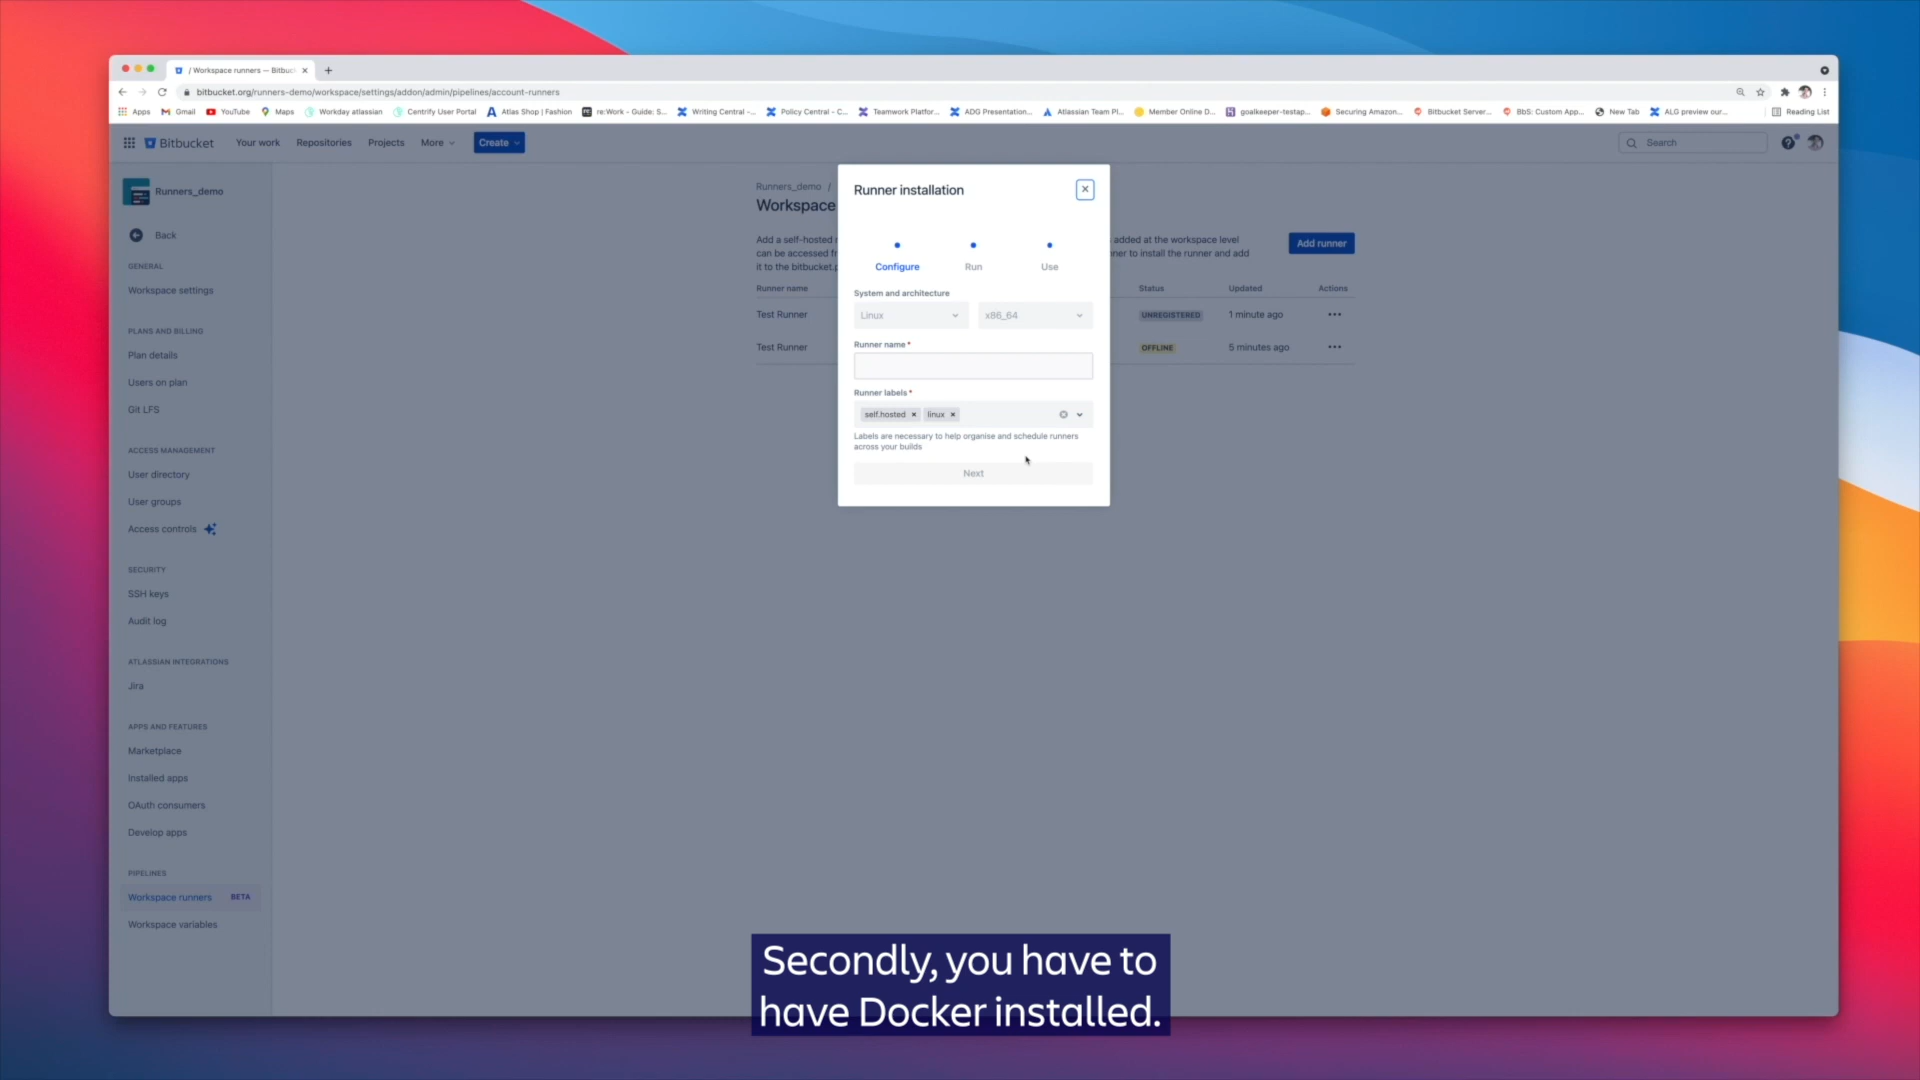 / Workspace runners — Bitbuc
bitbucket.org/runners-demo/workspace/settings/addon/admin/pipelines/account-runners
Apps Gmail YouTube Maps Workday atlassian Centrify User Portal Atlas Shop | Fashion re:Work - Guide: S... Writing Central -... Policy Central - C... Teamwork Platfor... ADG Presentation... Atlassian Team Pl... Member Online D... goalkeeper-testap... Securing Amazon... Bitbucket Server... BbS: Custom App... New Tab ALG preview our... Reading List
Bitbucket Your work Repositories Projects More Create Search
Runners_demo
Back
GENERAL
Workspace settings
PLANS AND BILLING
Plan details
Users on plan
Git LFS
ACCESS MANAGEMENT
User directory
User groups
Access controls
SECURITY
SSH keys
Audit log
ATLASSIAN INTEGRATIONS
Jira
APPS AND FEATURES
Marketplace
Installed apps
OAuth consumers
Develop apps
PIPELINES
Workspace runners BETA
Workspace variables
Runners_demo /
Workspace
Add a self-hosted added at the workspace level
can be accessed ner to install the runner and add
it to the bitbucket.
Add runner
Runner name Status Updated Actions
Test Runner UNREGISTERED 1 minute ago
Test Runner OFFLINE 5 minutes ago
Runner installation
Configure Run Use
System and architecture
Linux x86_64
Runner name *
Runner labels *
self.hosted linux
Labels are necessary to help organise and schedule runners
across your builds
Next
Secondly, you have to
have Docker installed.